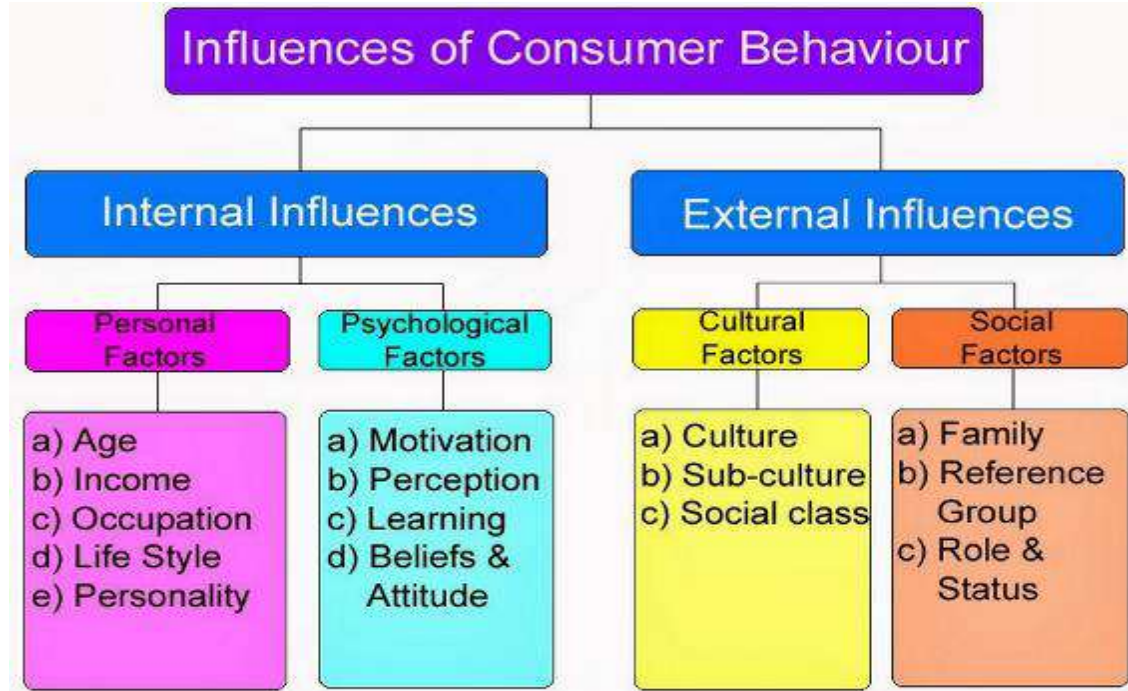 Influences of Consumer Behaviour
Internal Influences
External Influences
Personal
Factors
Psychological
Factors
Cultural
Factors
Social
Factors
a) Age
b) Income
c) Occupation
d) Life Style
e) Personality
a) Motivation
b) Perception
c) Learning
d) Beliefs &
Attitude
a) Culture
b) Sub-culture
c) Social class
a) Family
b) Reference
Group
c) Role &
Status